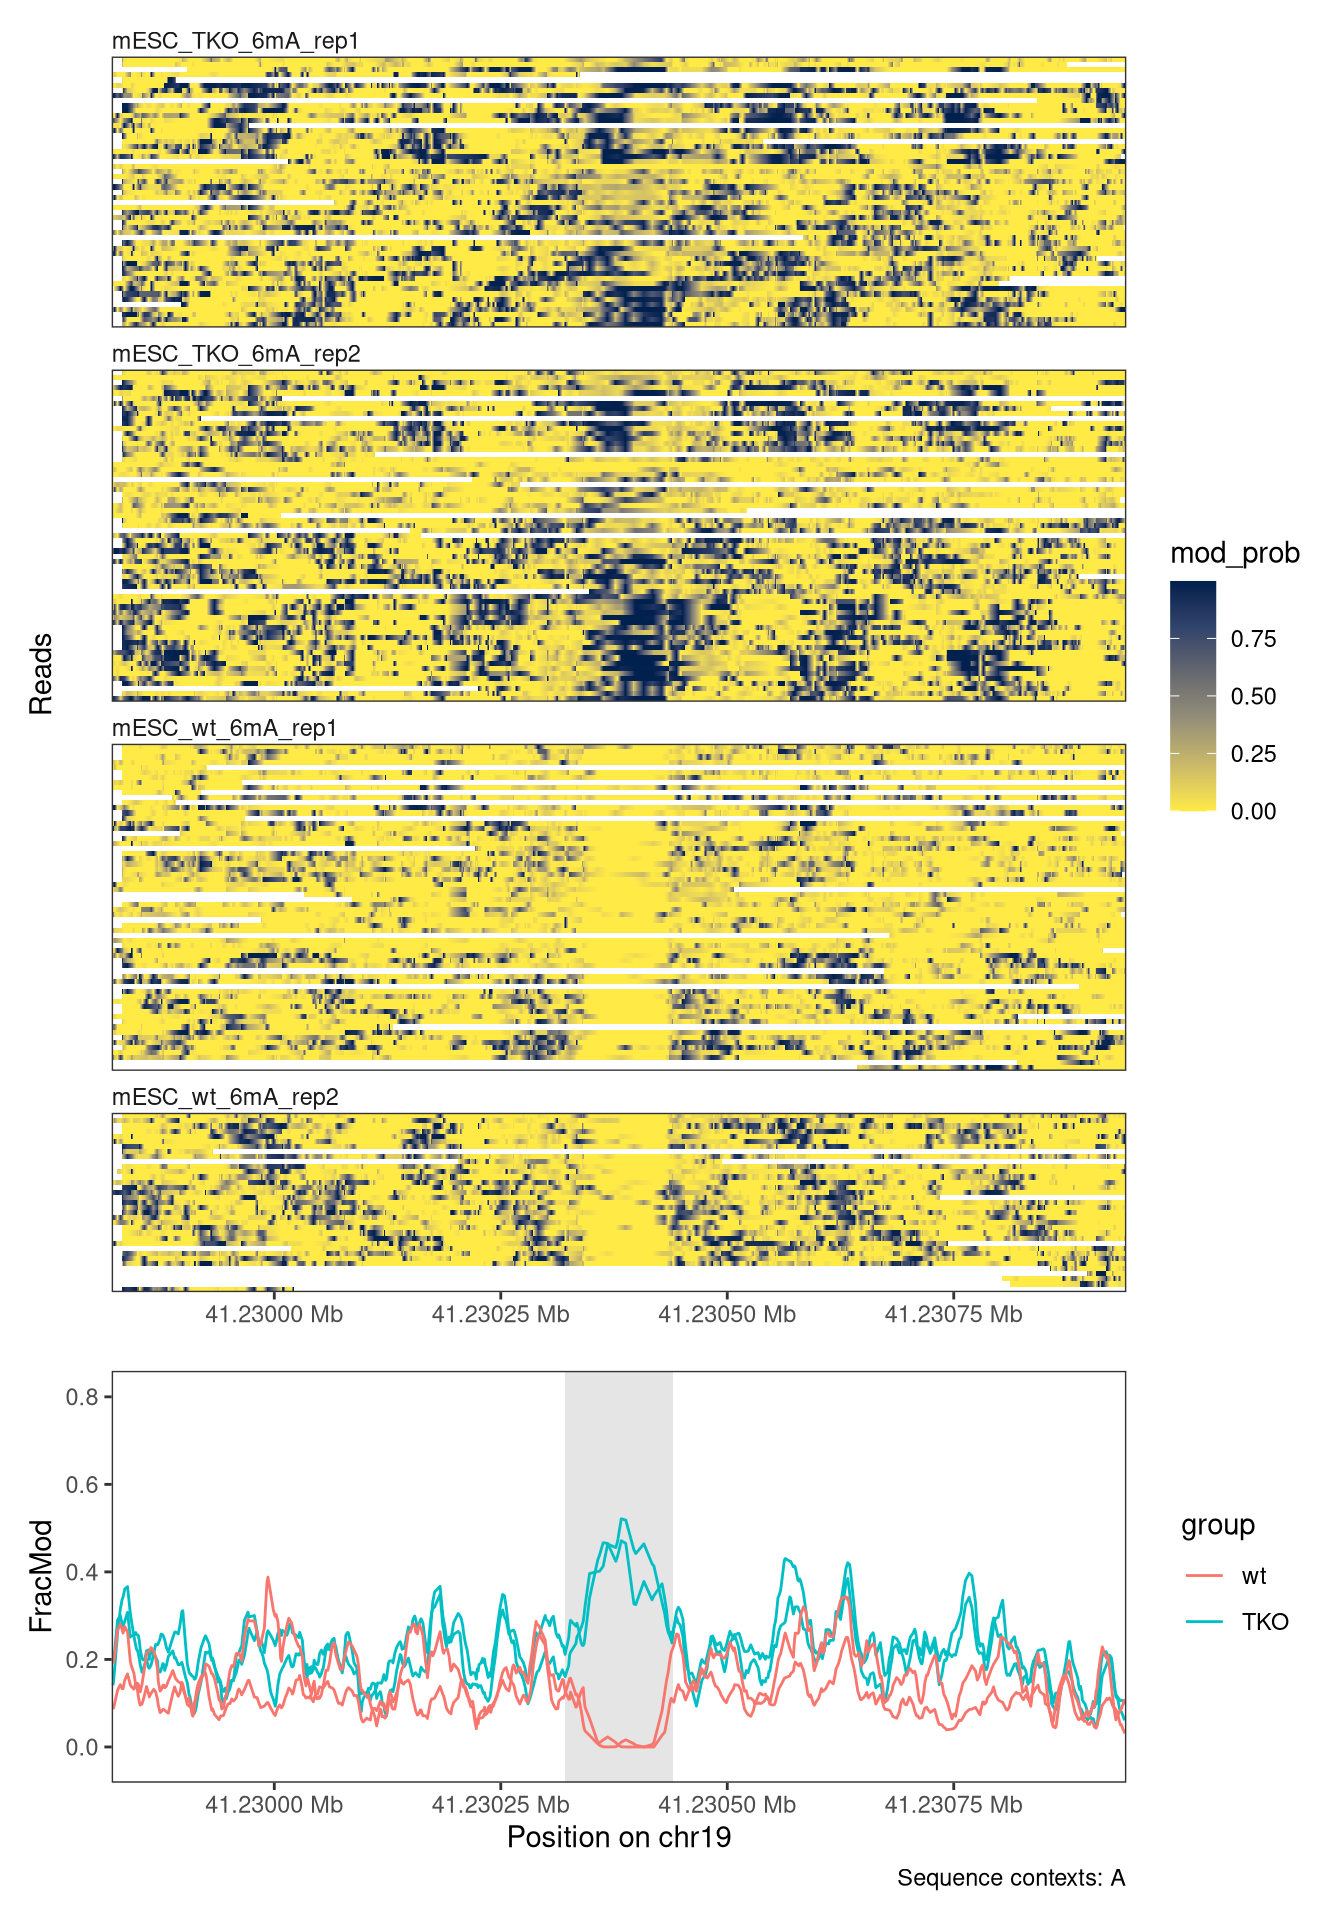 mESC_TKO_6mA_rep1
mESC_TKO_6mA_rep2
mESC_wt_6mA_rep1
mESC_wt_6mA_rep2
Reads
41.23000 Mb 41.23025 Mb 41.23050 Mb 41.23075 Mb
mod_prob
0.75
0.50
0.25
0.00
FracMod
0.8
0.6
0.4
0.2
0.0
41.23000 Mb 41.23025 Mb 41.23050 Mb 41.23075 Mb
Position on chr19
group
wt
TKO
Sequence contexts: A